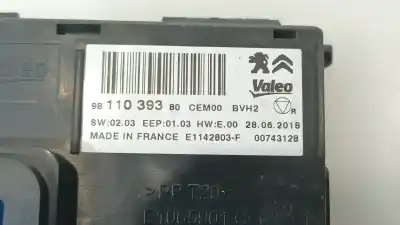 Valeo
98 110 393 80 CEM00 BVH2
R
SW:02.03 EEP:01.03 HW:E.00 28.06.2018
MADE IN FRANCE E1142803-F 00743128
>PP T20<